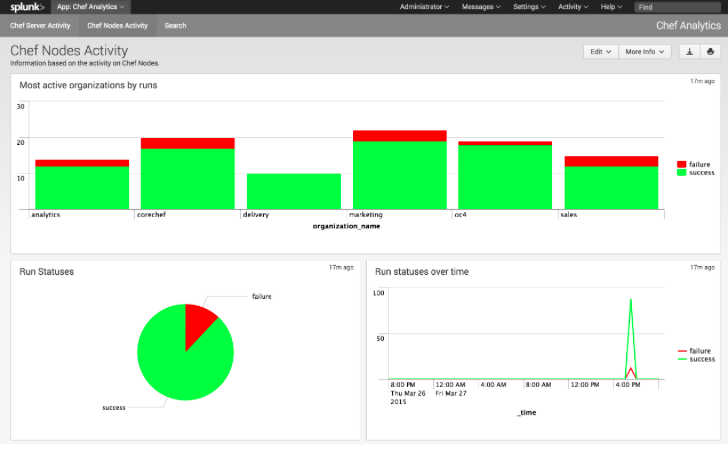 splunk> App: Chef Analytics Administrator Messages Settings Activity Help Find
Chef Server Activity Chef Nodes Activity Search Chef Analytics
Chef Nodes Activity Edit More Info
Information based on the activity on Chef Nodes.
Most active organizations by runs 17m ago
30
20
10
failure
success
analytics corechef delivery marketing oc4 sales
organization_name
Run Statuses 17m ago
failure
success
Run statuses over time 17m ago
100
50
failure
success
8:00 PM 12:00 AM 4:00 AM 8:00 AM 12:00 PM 4:00 PM
Thu Mar 26 Fri Mar 27
2015
_time